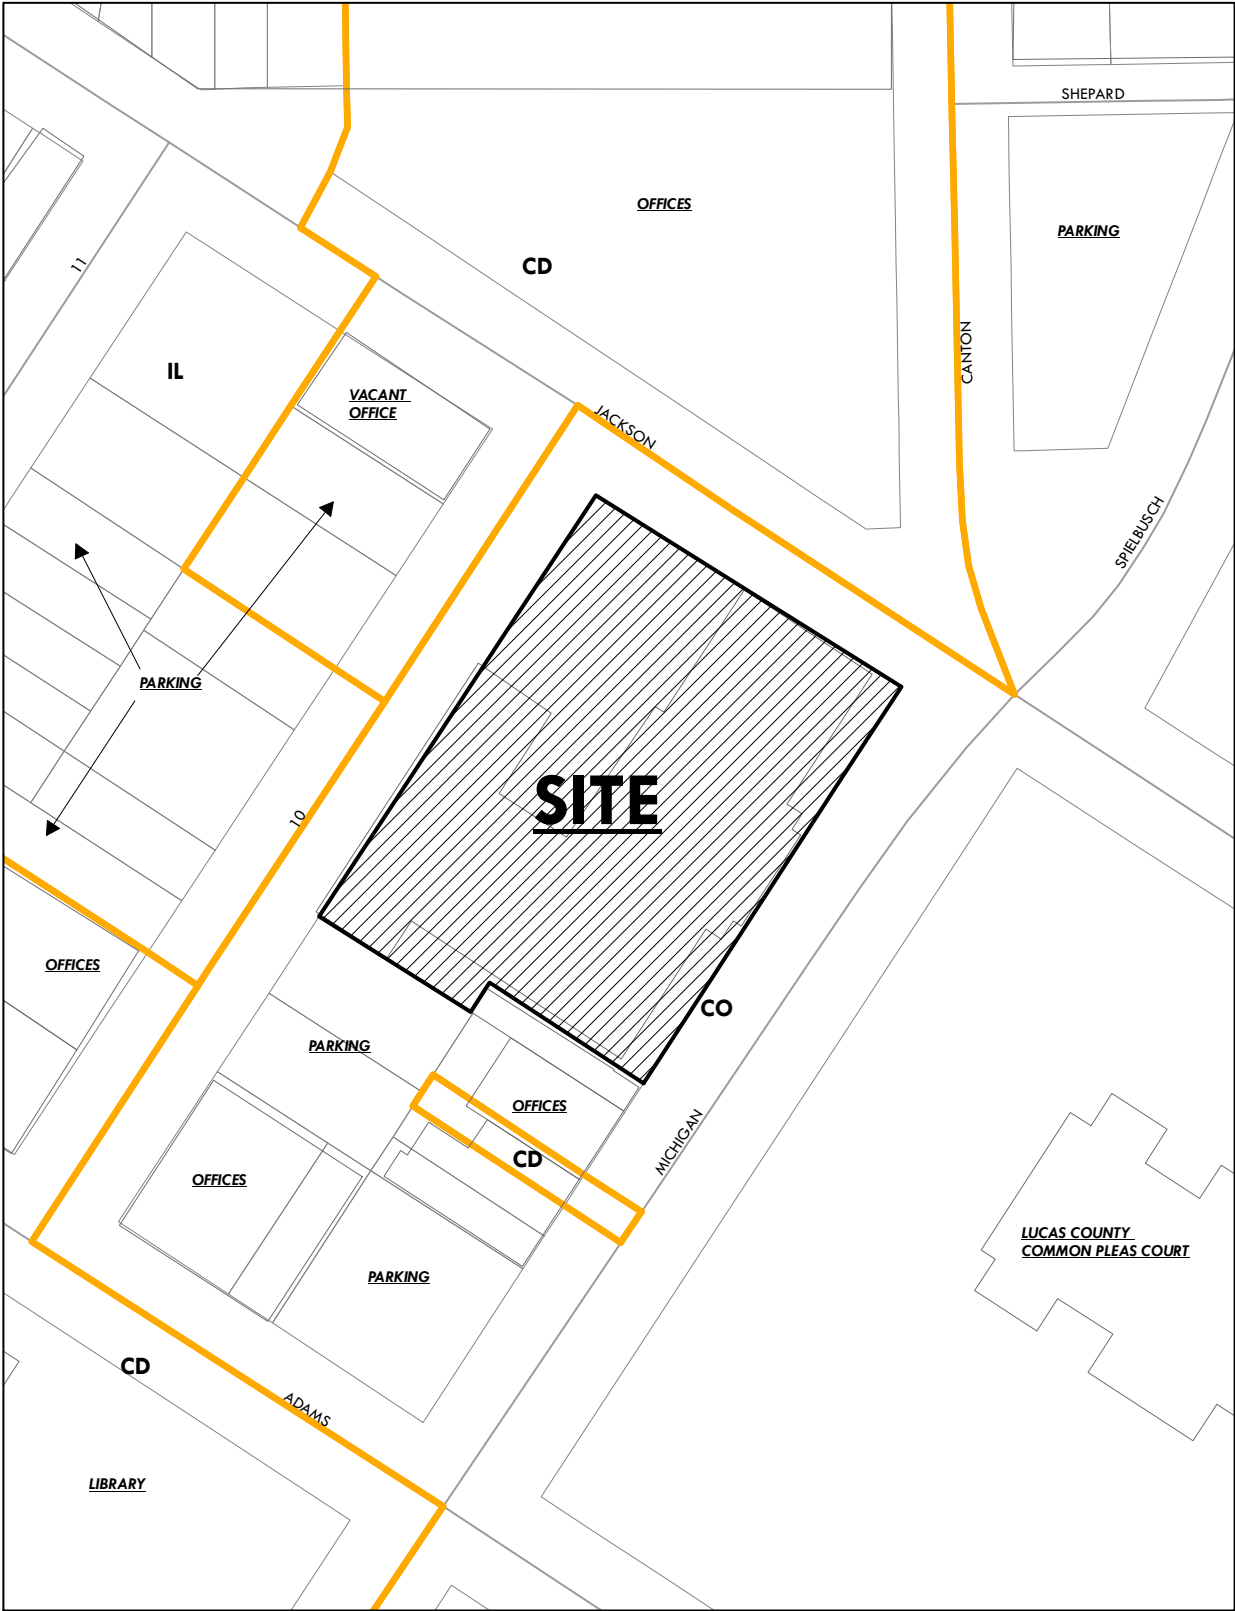 SHEPARD
OFFICES
PARKING
11
CD
CANTON
IL
VACANT
OFFICE
JACKSON
SPIELBUSCH
PARKING
SITE
10
OFFICES
CO
PARKING
OFFICES
MICHIGAN
CD
OFFICES
LUCAS COUNTY
COMMON PLEAS COURT
PARKING
CD
ADAMS
LIBRARY